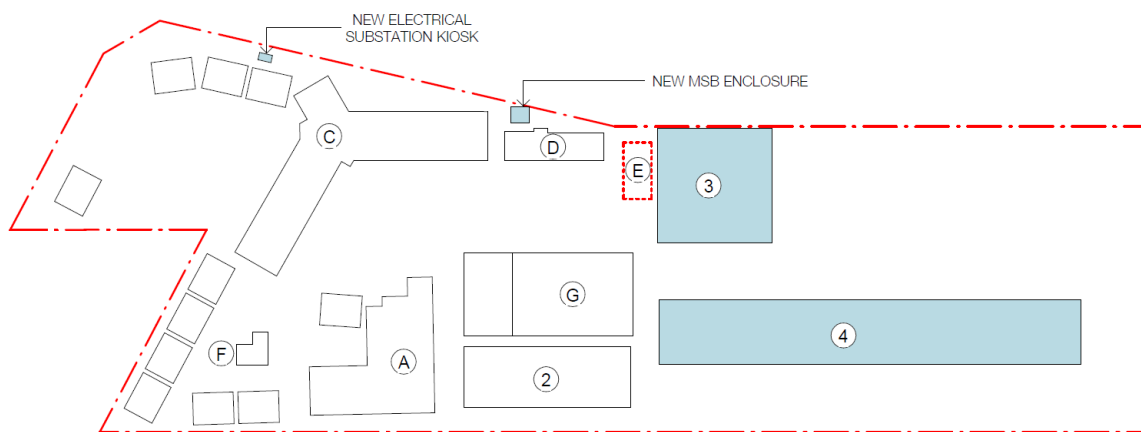 NEW ELECTRICAL
SUBSTATION KIOSK
NEW MSB ENCLOSURE
C
D
E
3
G
4
F
A
2